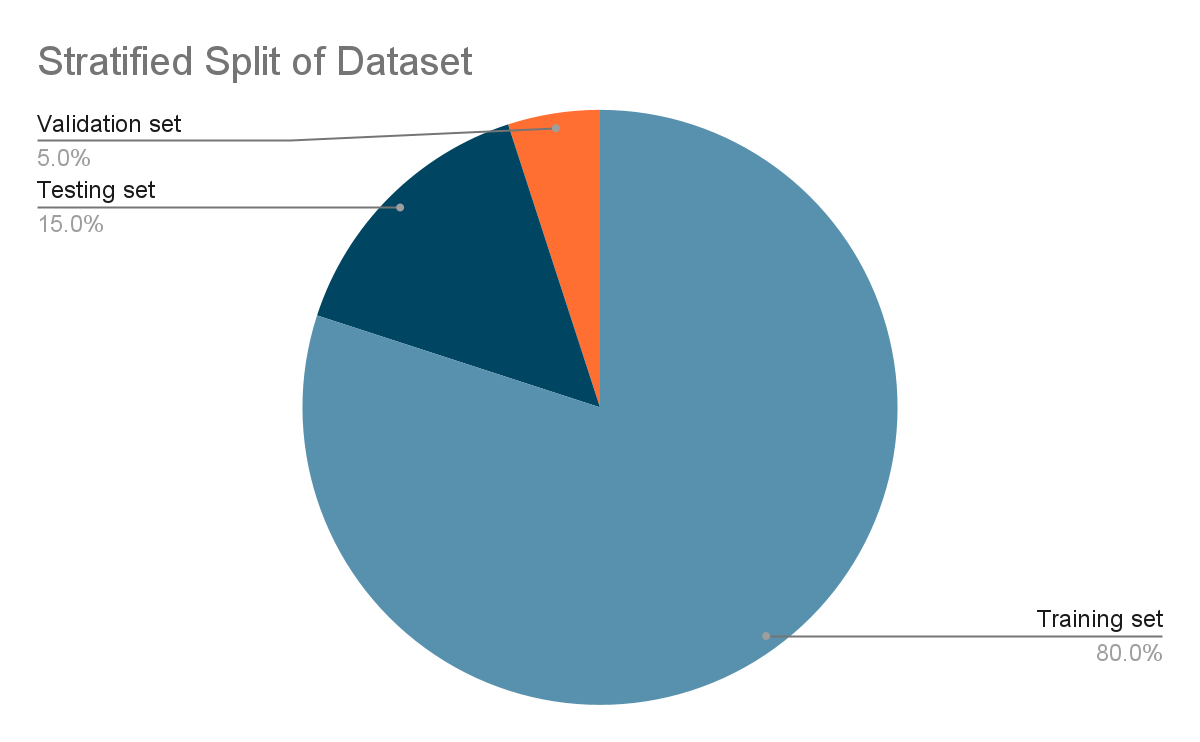 Stratified Split of Dataset
Validation set
5.0%
Testing set
15.0%
Training set
80.0%